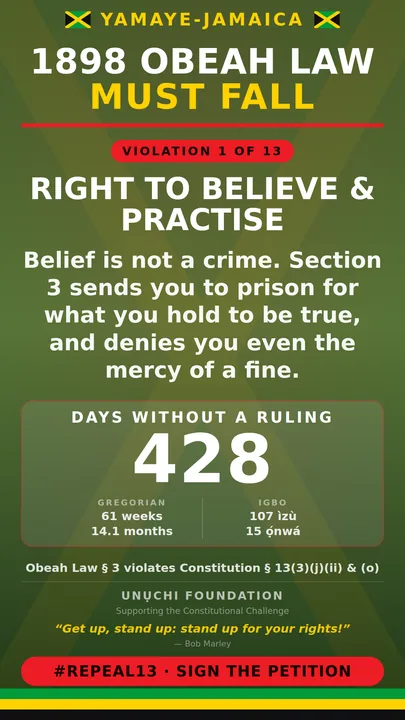 YAMAYE-JAMAICA
1898 OBEAH LAW
MUST FALL
VIOLATION 1 OF 13
RIGHT TO BELIEVE &
PRACTISE
Belief is not a crime. Section
3 sends you to prison for
what you hold to be true,
and denies you even the
mercy of a fine.
DAYS WITHOUT A RULING
428
GREGORIAN
61 weeks
14.1 months
IGBO
107 ìzù
15 ọ́nwá
Obeah Law § 3 violates Constitution § 13(3)(j)(ii) & (o)
UNỤCHI FOUNDATION
Supporting the Constitutional Challenge
“Get up, stand up: stand up for your rights!”
— Bob Marley
#REPEAL13 · SIGN THE PETITION